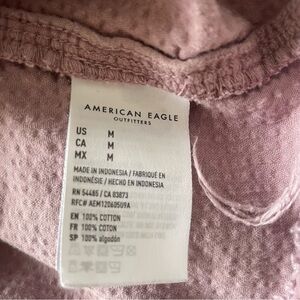 AMERICAN EAGLE
OUTFITTERS
US M
CA M
MX M
MADE IN INDONESIA / FABRIQUÉ EN
INDONÉSIE / HECHO EN INDONESIA
RN 54485 / CA 03873
RFC# AEM120605U9A
EN 100% COTTON
FR 100% COTON
SP 100% algodón